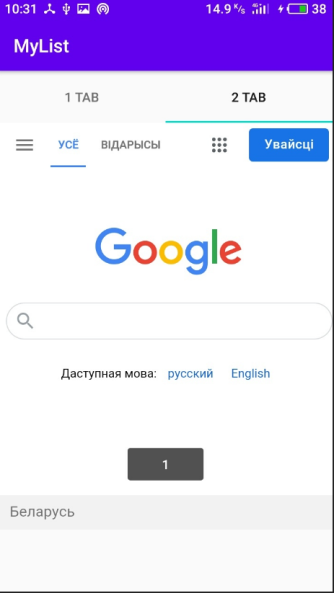 10:31 14.9 K/s 38
MyList
1 TAB 2 TAB
УСЁ ВІДАРЫСЫ Увайсці
Google
Даступная мова: русский English
1
Беларусь